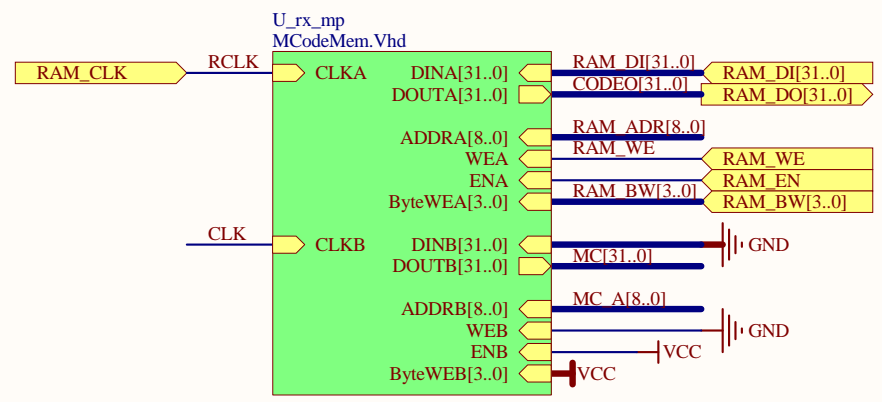 U_rx_mp
MCodeMem.Vhd
RAM_CLK RCLK CLKA DINA[31..0] RAM_DI[31..0] RAM_DI[31..0]
DOUTA[31..0] CODEO[31..0] RAM_DO[31..0]
ADDRA[8..0] RAM_ADR[8..0]
WEA RAM_WE RAM_WE
ENA RAM_EN
ByteWEA[3..0] RAM_BW[3..0] RAM_BW[3..0]
CLK CLKB DINB[31..0] GND
DOUTB[31..0] MC[31..0]
ADDRB[8..0] MC_A[8..0]
WEB GND
ENB VCC
ByteWEB[3..0] VCC